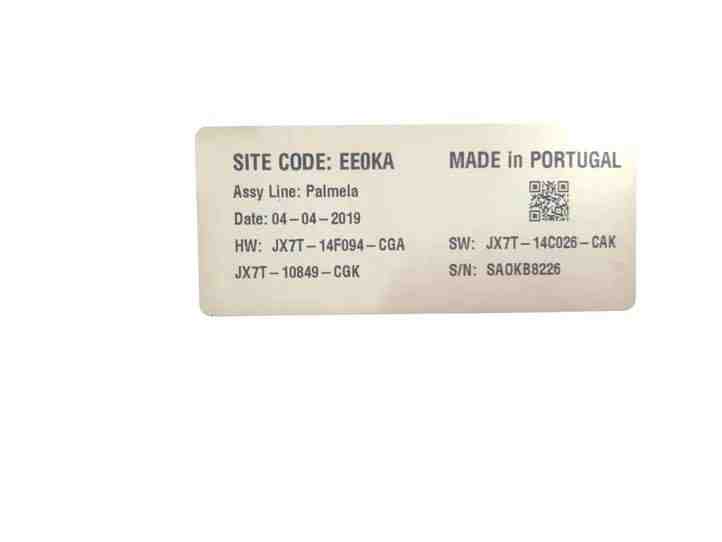 SITE CODE: EE0KA MADE in PORTUGAL
Assy Line: Palmela
Date: 04-04-2019
HW: JX7T-14F094-CGA SW: JX7T-14C026-CAK
JX7T-10849-CGK S/N: SAOKB8226